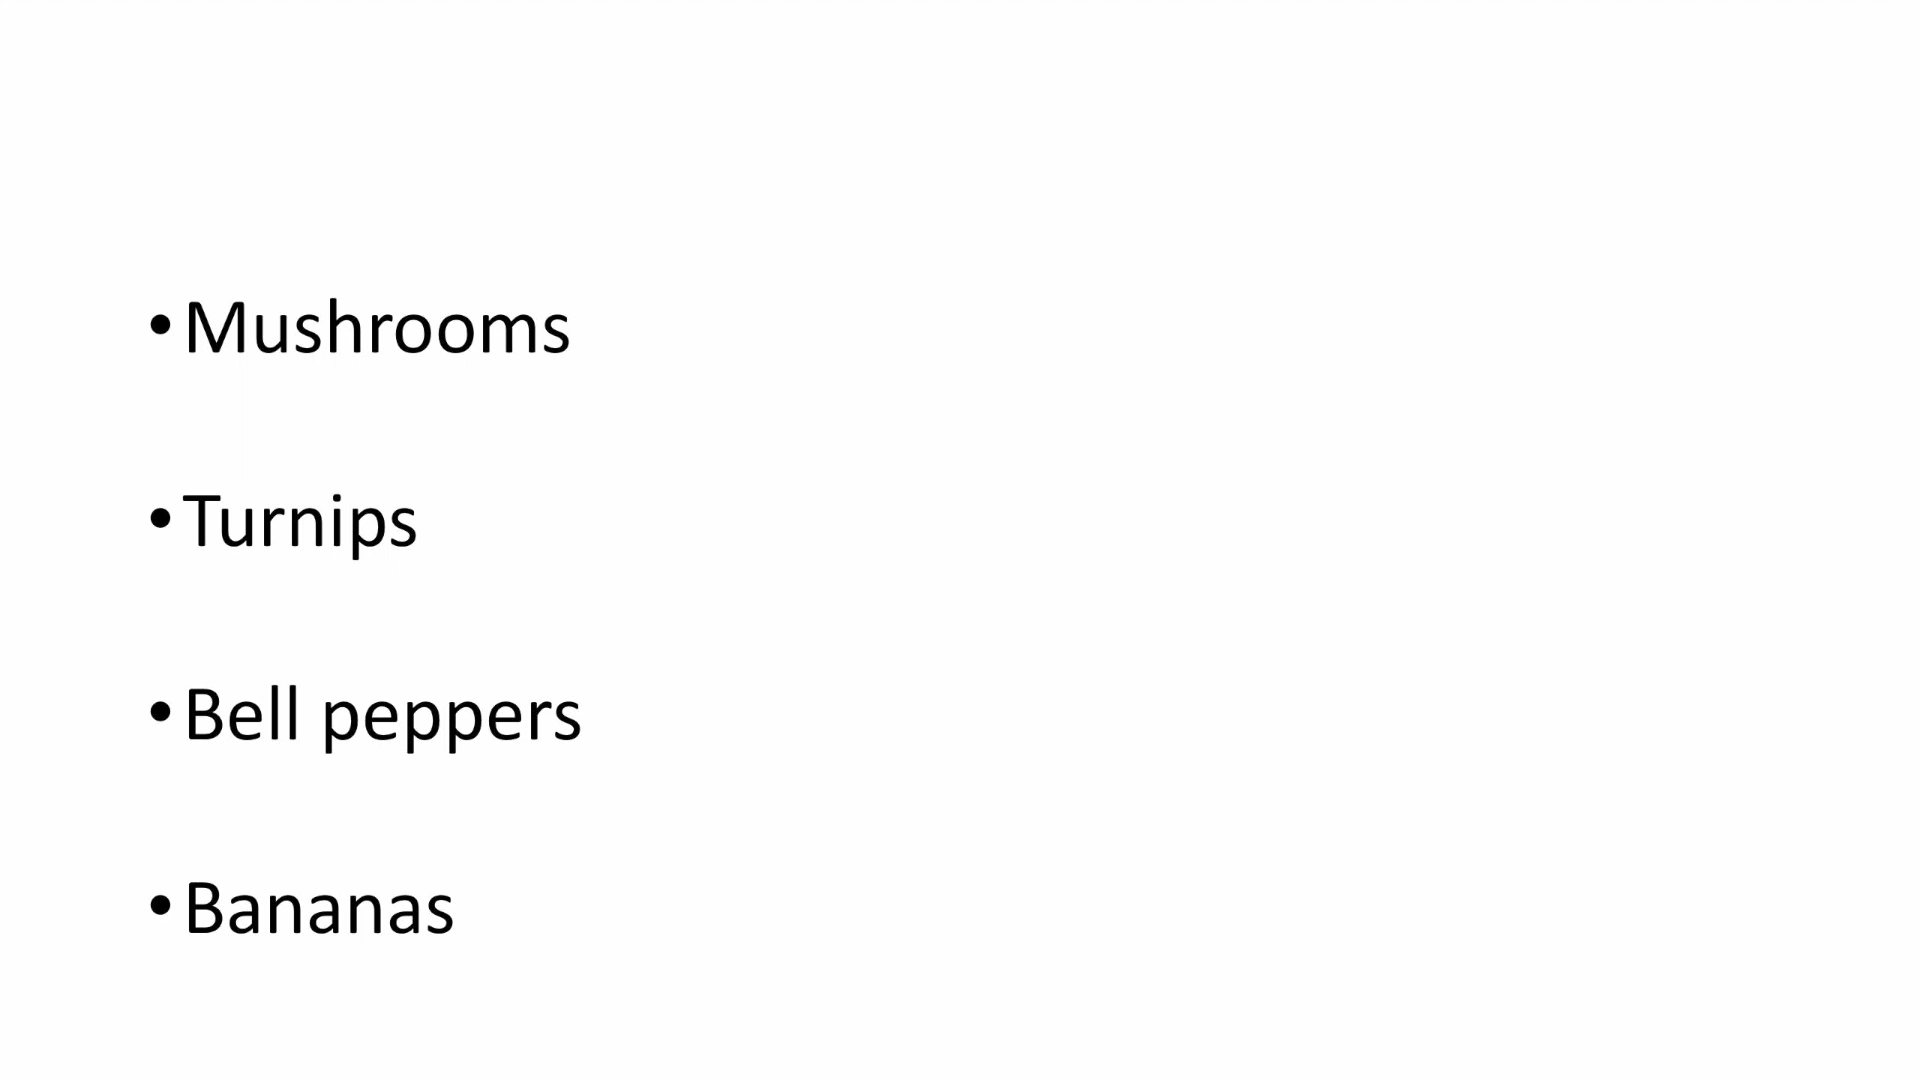 • Mushrooms
• Turnips
• Bell peppers
• Bananas